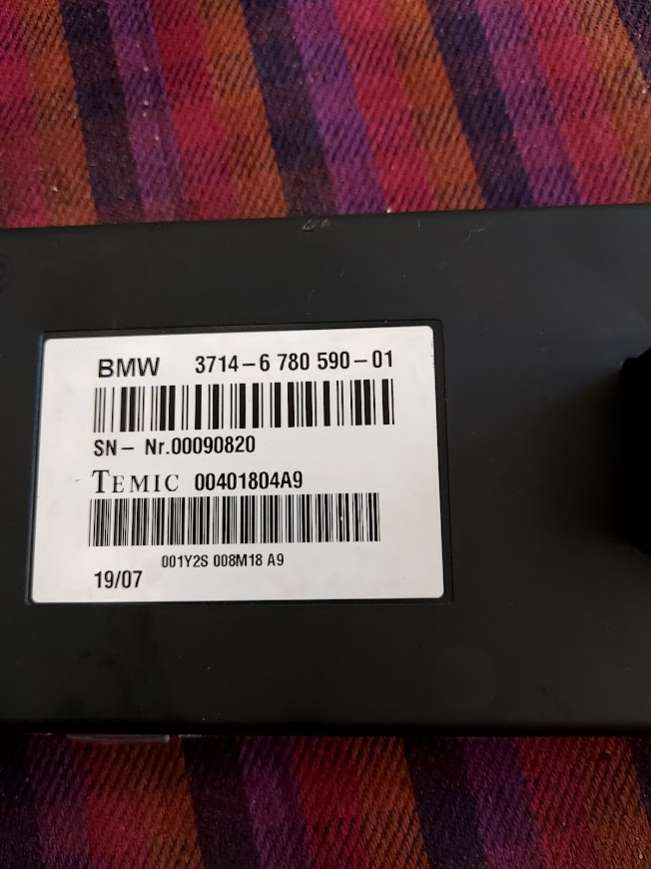 BMW 3714-6 780 590-01
SN- Nr.00090820
TEMIC 00401804A9
001Y2S 008M18 A9
19/07